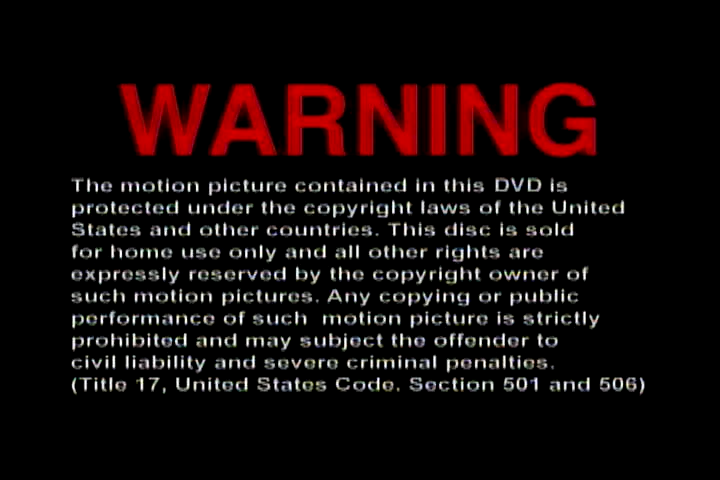 WARNING
The motion picture contained in this DVD is
protected under the copyright laws of the United
States and other countries. This disc is sold
for home use only and all other rights are
expressly reserved by the copyright owner of
such motion pictures. Any copying or public
performance of such  motion picture is strictly
prohibited and may subject the offender to
civil liability and severe criminal penalties.
(Title 17, United States Code. Section 501 and 506)